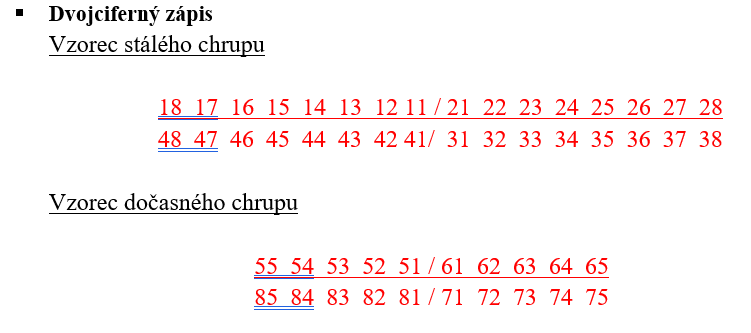 ▪ Dvojciferný zápis
Vzorec stálého chrupu
18 17 16 15 14 13 12 11 / 21 22 23 24 25 26 27 28
48 47 46 45 44 43 42 41/ 31 32 33 34 35 36 37 38
Vzorec dočasného chrupu
55 54 53 52 51 / 61 62 63 64 65
85 84 83 82 81 / 71 72 73 74 75